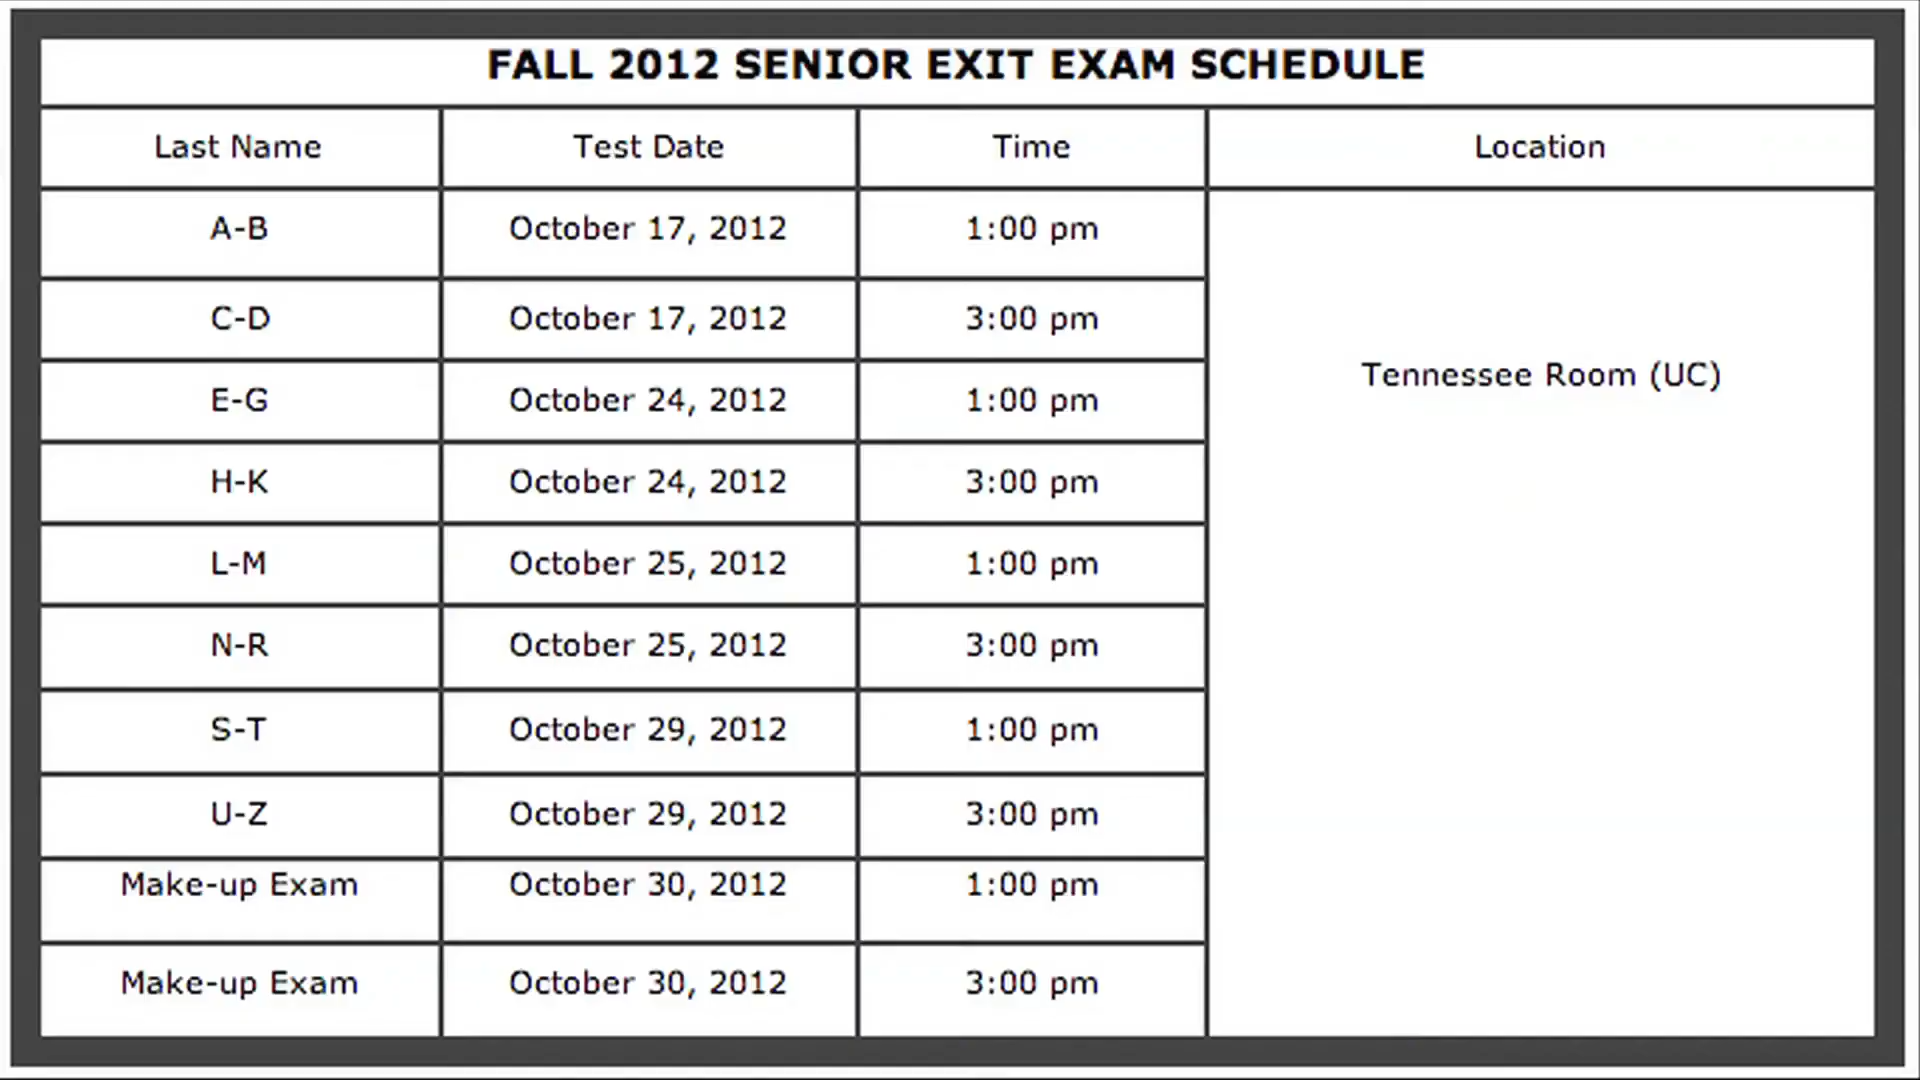 FALL 2012 SENIOR EXIT EXAM SCHEDULE
Last Name Test Date Time Location
A-B October 17, 2012 1:00 pm
C-D October 17, 2012 3:00 pm
Tennessee Room (UC)
E-G October 24, 2012 1:00 pm
H-K October 24, 2012 3:00 pm
L-M October 25, 2012 1:00 pm
N-R October 25, 2012 3:00 pm
S-T October 29, 2012 1:00 pm
U-Z October 29, 2012 3:00 pm
Make-up Exam October 30, 2012 1:00 pm
Make-up Exam October 30, 2012 3:00 pm